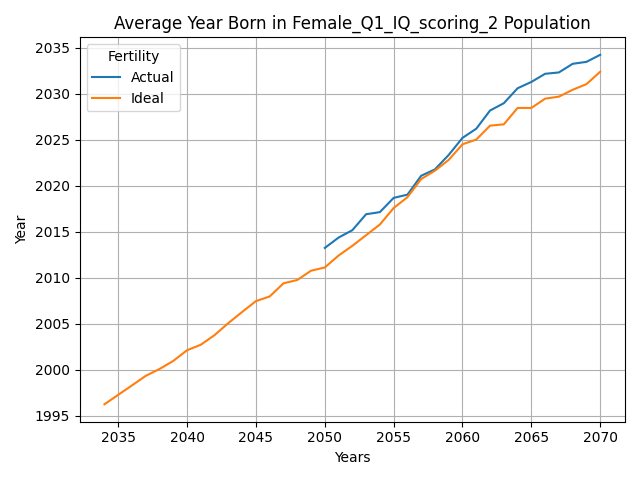 Average Year Born in Female_Q1_IQ_scoring_2 Population
Fertility
Actual
Ideal
2035
2030
2025
2020
2015
2010
2005
2000
1995
Year
2035 2040 2045 2050 2055 2060 2065 2070
Years